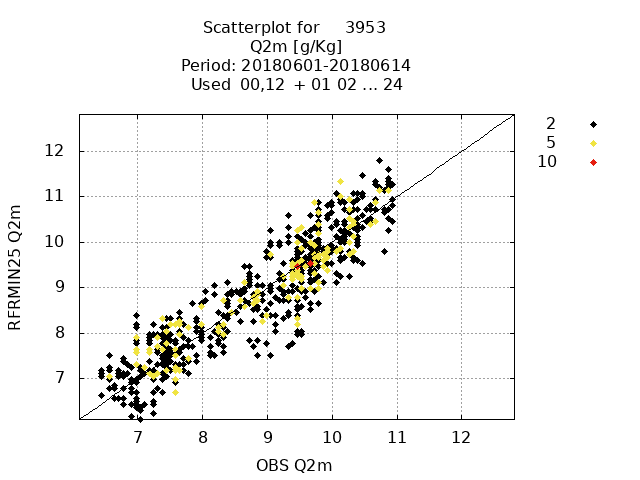 Scatterplot for 3953
Q2m [g/Kg]
Period: 20180601-20180614
Used 00,12 + 01 02 ... 24
2
5
10
RFRMIN25 Q2m
12
11
10
9
8
7
7 8 9 10 11 12
OBS Q2m